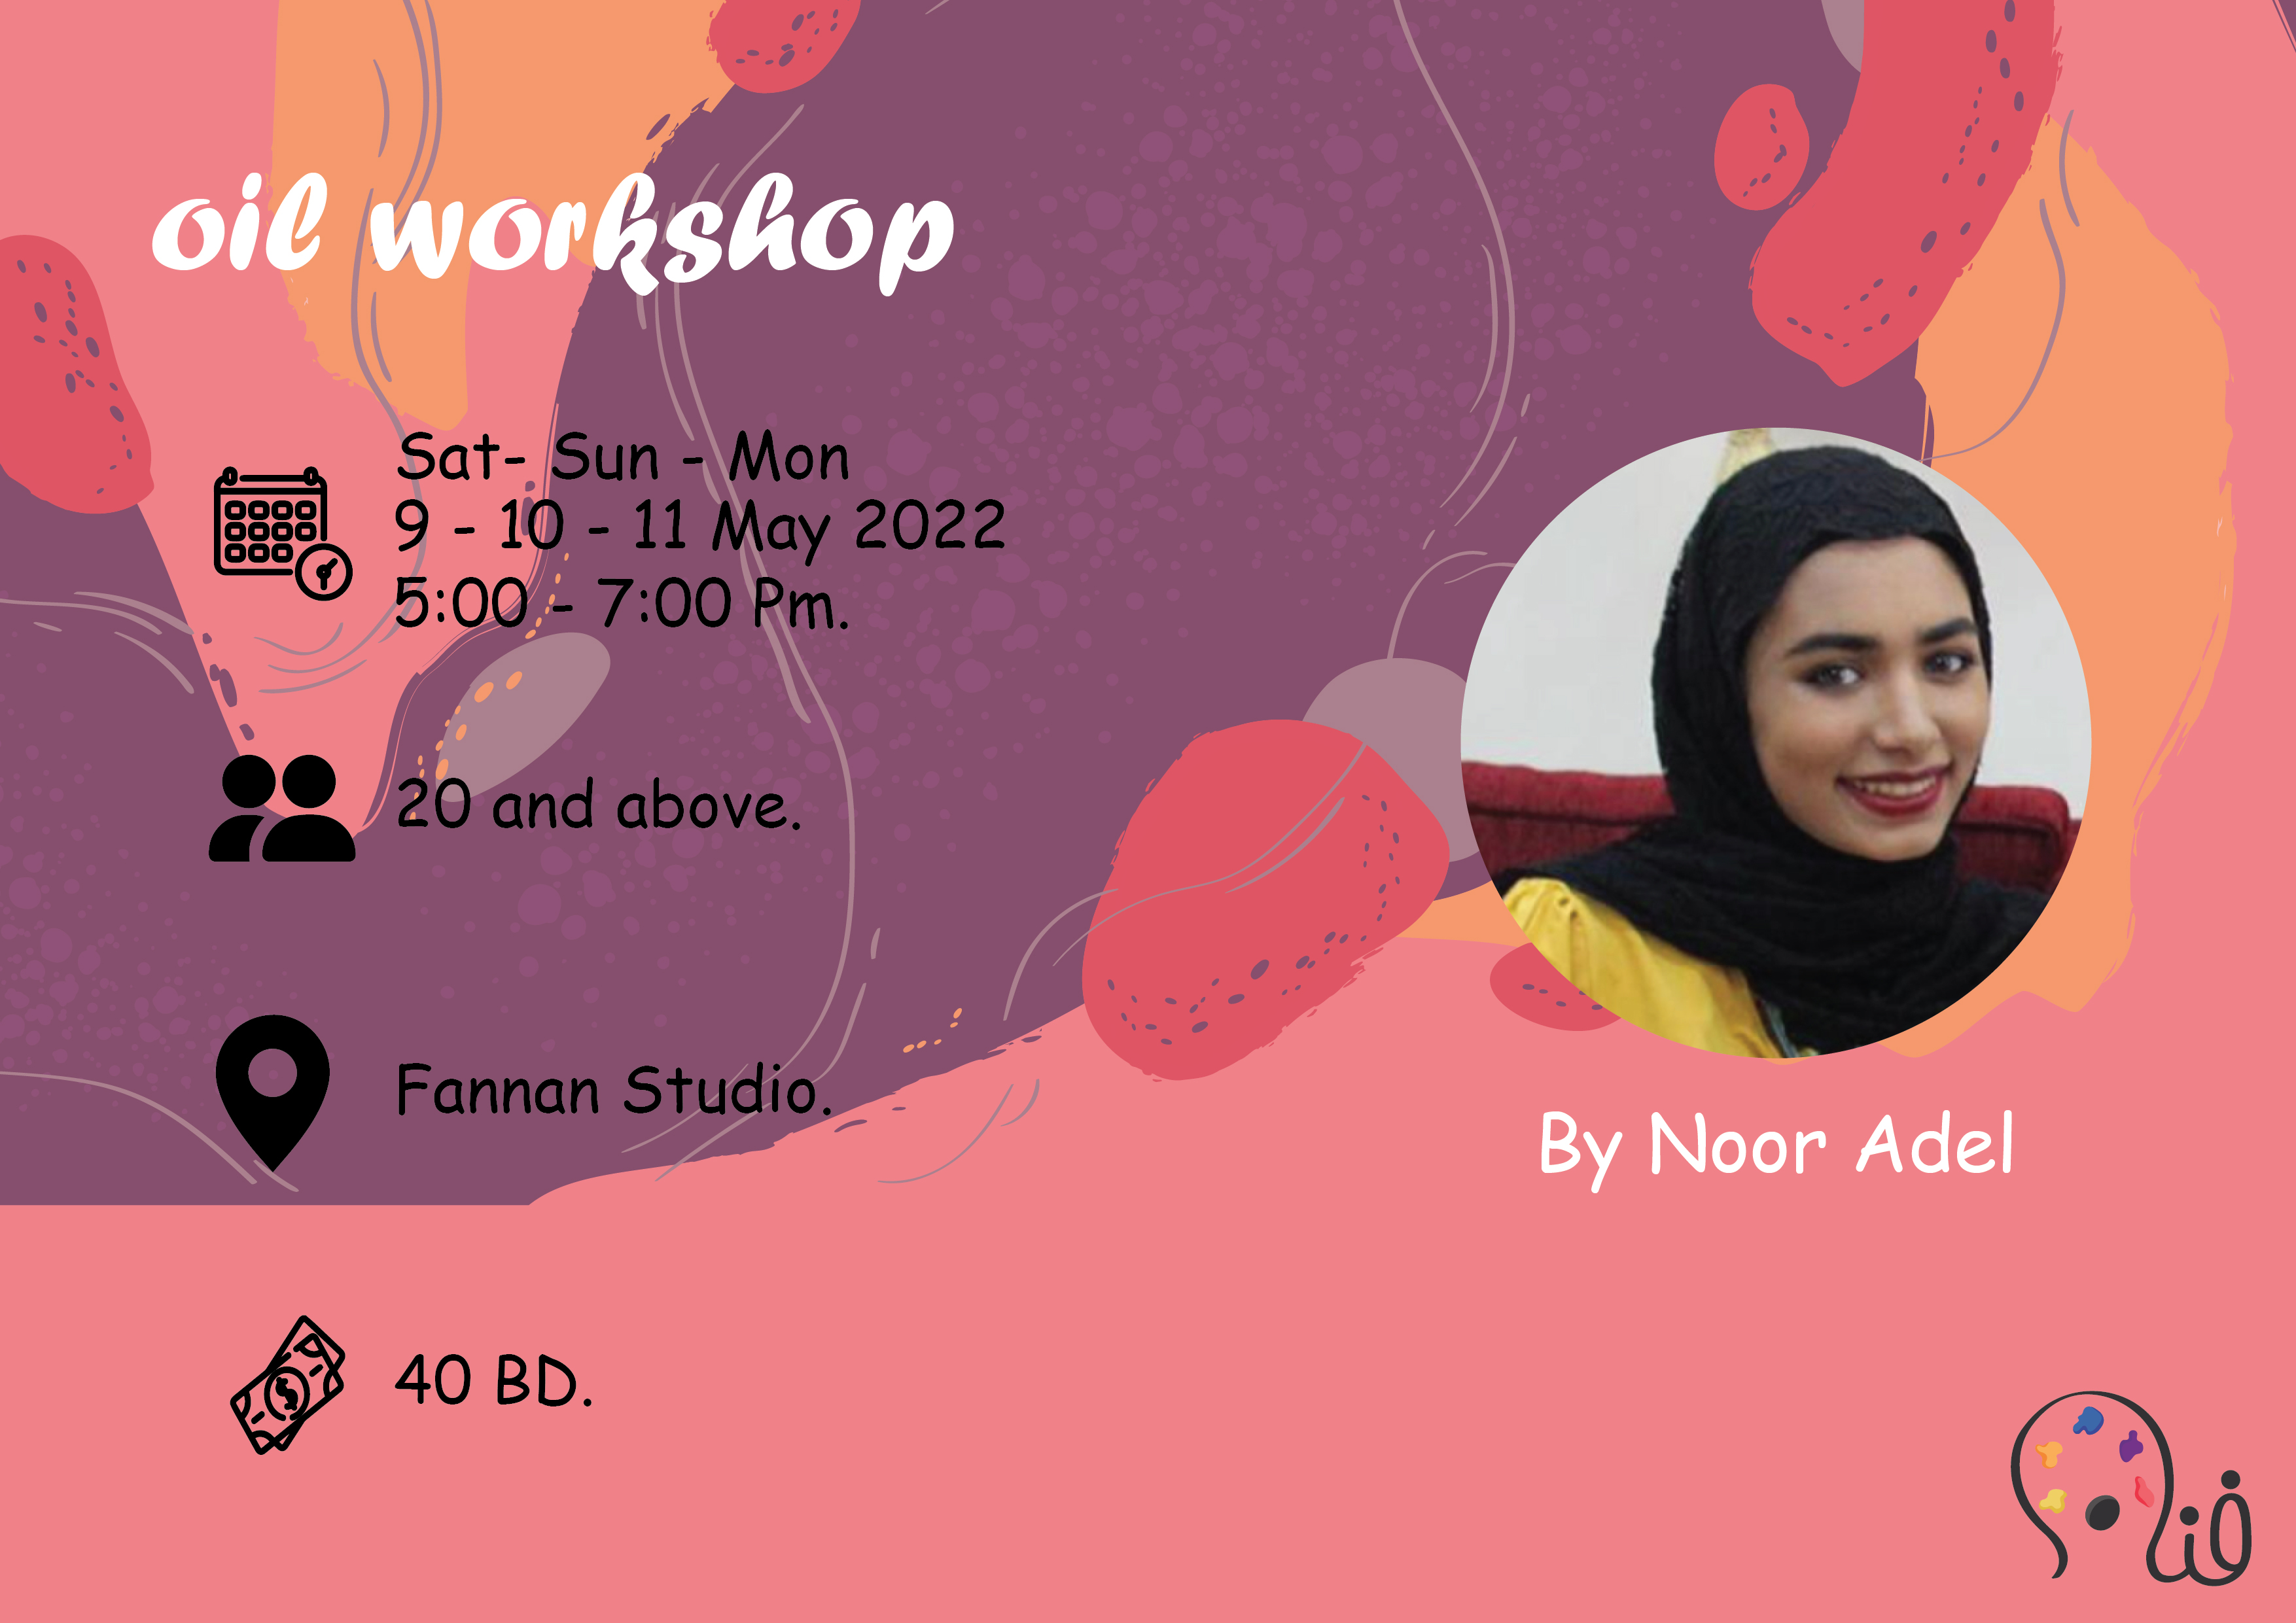 oil workshop
Sat- Sun - Mon
9 - 10 - 11 May 2022
5:00 - 7:00 Pm.
20 and above.
Fannan Studio.
By Noor Adel
40 BD.
فنان